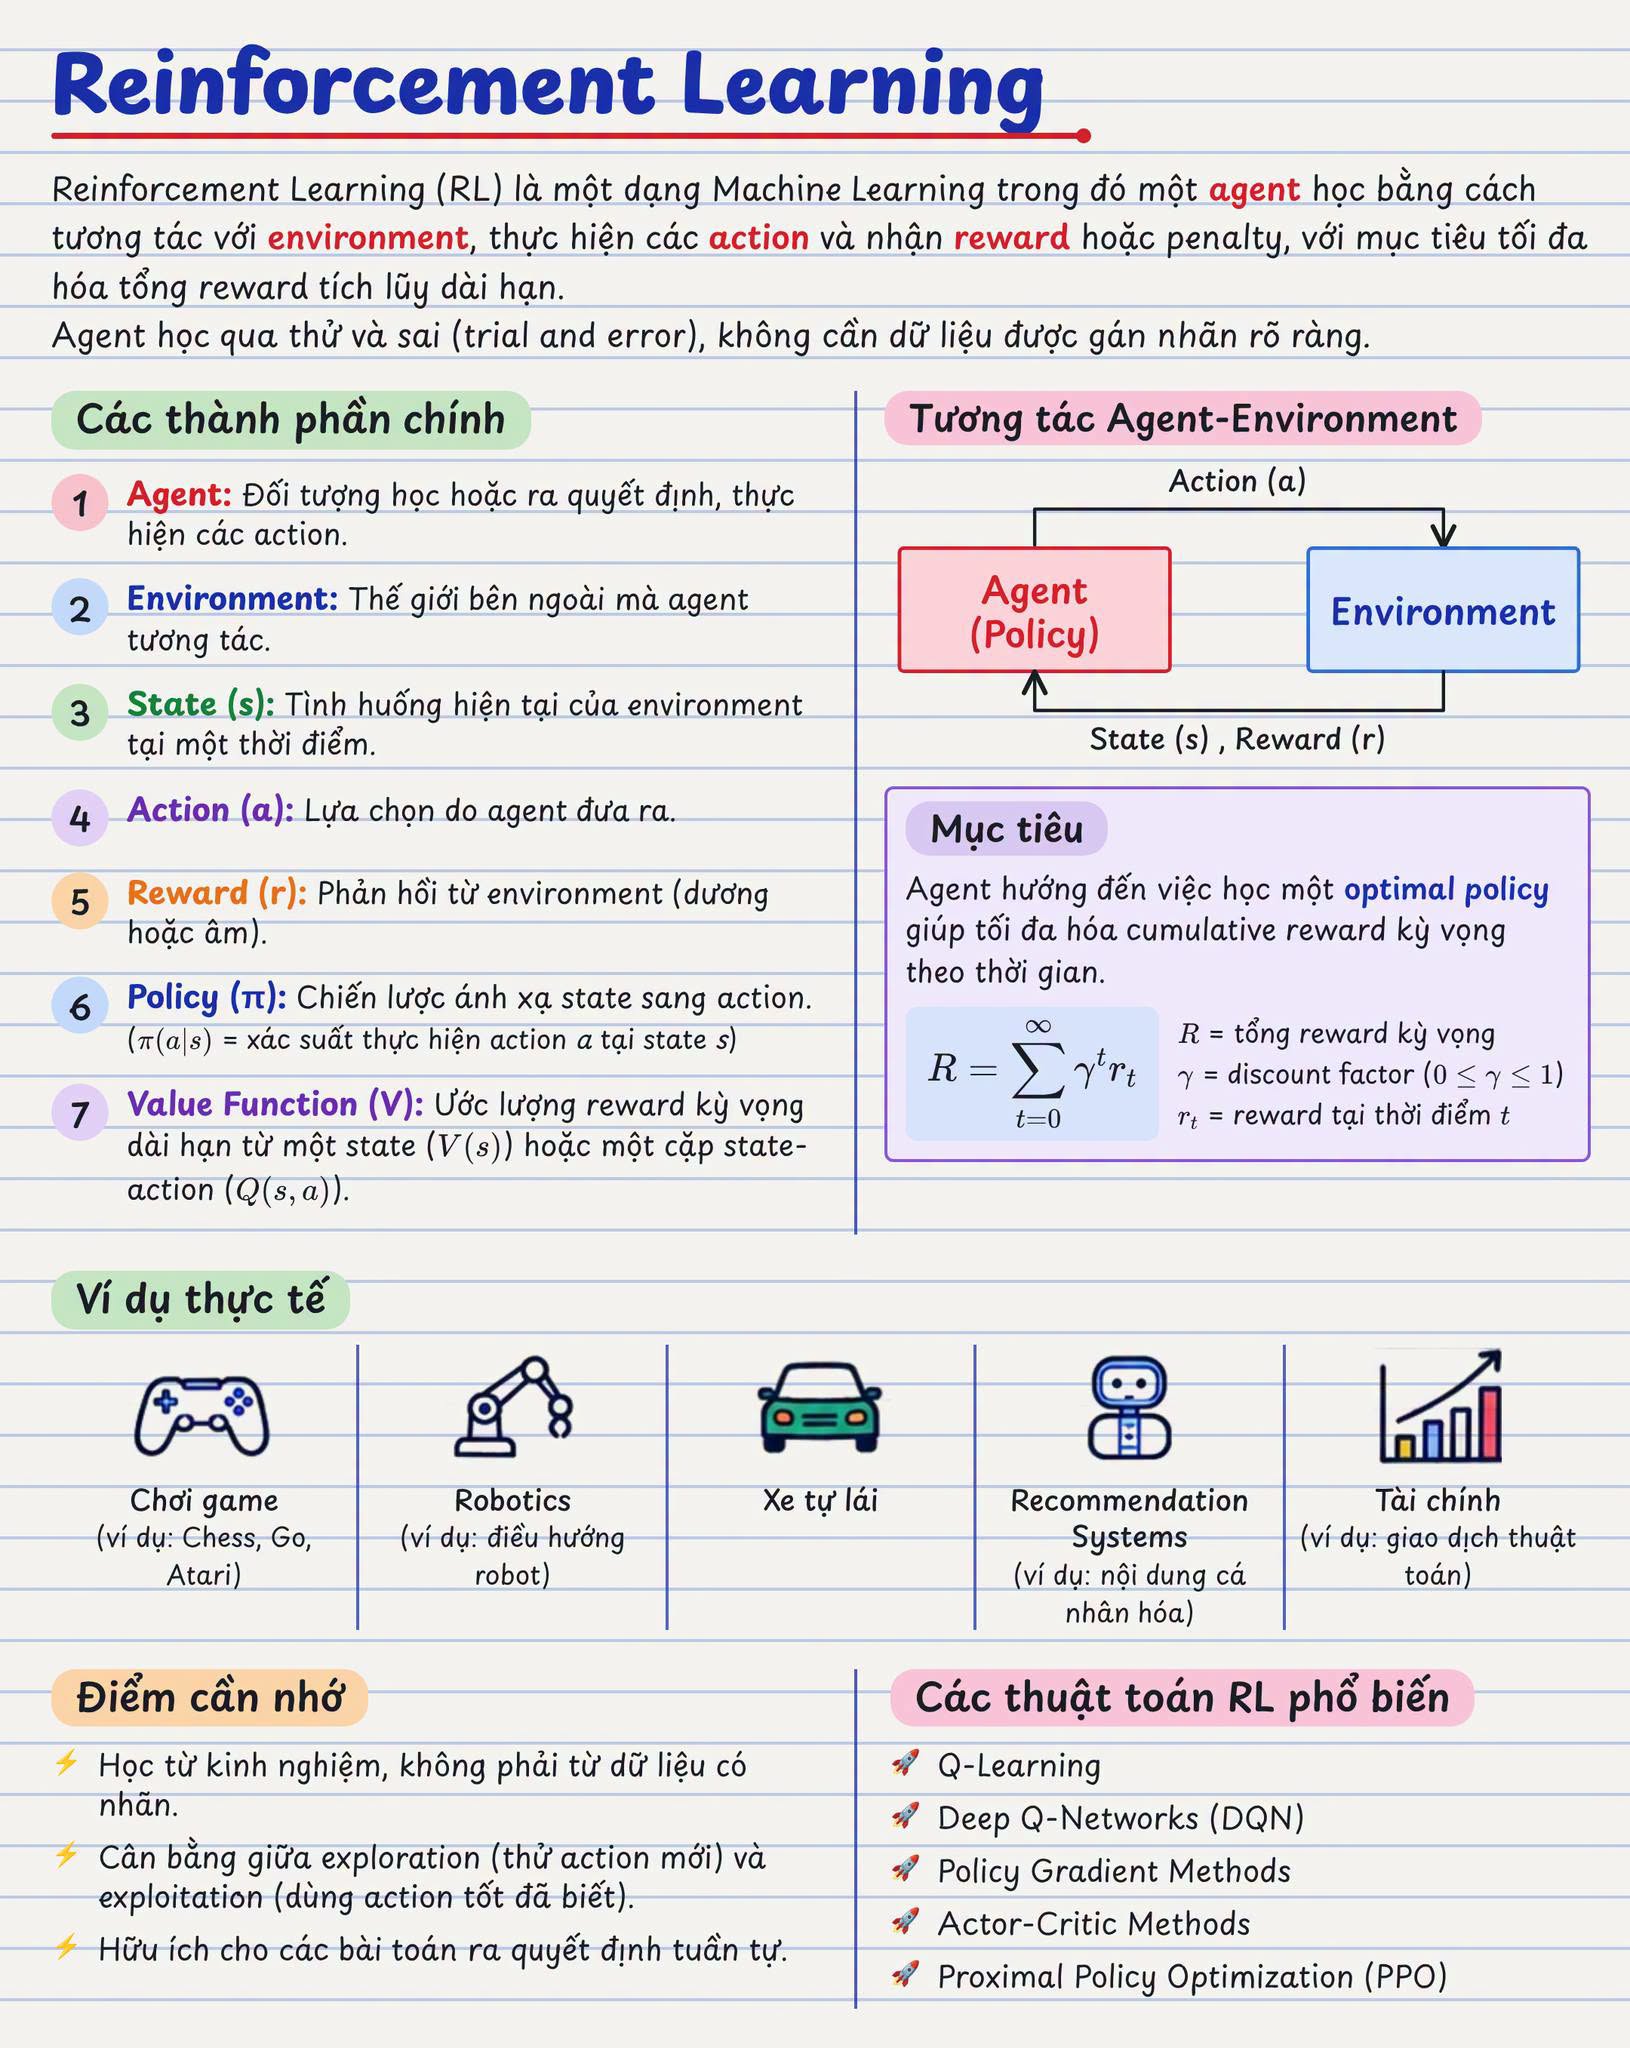 Reinforcement Learning
Reinforcement Learning (RL) là một dạng Machine Learning trong đó một agent học bằng cách
tương tác với environment, thực hiện các action và nhận reward hoặc penalty, với mục tiêu tối đa
hóa tổng reward tích lũy dài hạn.
Agent học qua thử và sai (trial and error), không cần dữ liệu được gán nhãn rõ ràng.
Các thành phần chính
1 Agent: Đối tượng học hoặc ra quyết định, thực
hiện các action.
2 Environment: Thế giới bên ngoài mà agent
tương tác.
3 State (s): Tình huống hiện tại của environment
tại một thời điểm.
4 Action (a): Lựa chọn do agent đưa ra.
5 Reward (r): Phản hồi từ environment (dương
hoặc âm).
6 Policy (π): Chiến lược ánh xạ state sang action.
(π(a|s) = xác suất thực hiện action a tại state s)
7 Value Function (V): Ước lượng reward kỳ vọng
dài hạn từ một state (V(s)) hoặc một cặp state-
action (Q(s, a)).
Tương tác Agent-Environment
Action (a)
Agent
(Policy)
Environment
State (s) , Reward (r)
Mục tiêu
Agent hướng đến việc học một optimal policy
giúp tối đa hóa cumulative reward kỳ vọng
theo thời gian.
R = ∑_{t=0}^{∞} γ^t r_t
R = tổng reward kỳ vọng
γ = discount factor (0 ≤ γ ≤ 1)
r_t = reward tại thời điểm t
Ví dụ thực tế
Chơi game
(ví dụ: Chess, Go,
Atari)
Robotics
(ví dụ: điều hướng
robot)
Xe tự lái
Recommendation
Systems
(ví dụ: nội dung cá
nhân hóa)
Tài chính
(ví dụ: giao dịch thuật
toán)
Điểm cần nhớ
⚡ Học từ kinh nghiệm, không phải từ dữ liệu có
nhãn.
⚡ Cân bằng giữa exploration (thử action mới) và
exploitation (dùng action tốt đã biết).
⚡ Hữu ích cho các bài toán ra quyết định tuần tự.
Các thuật toán RL phổ biến
🚀 Q-Learning
🚀 Deep Q-Networks (DQN)
🚀 Policy Gradient Methods
🚀 Actor-Critic Methods
🚀 Proximal Policy Optimization (PPO)